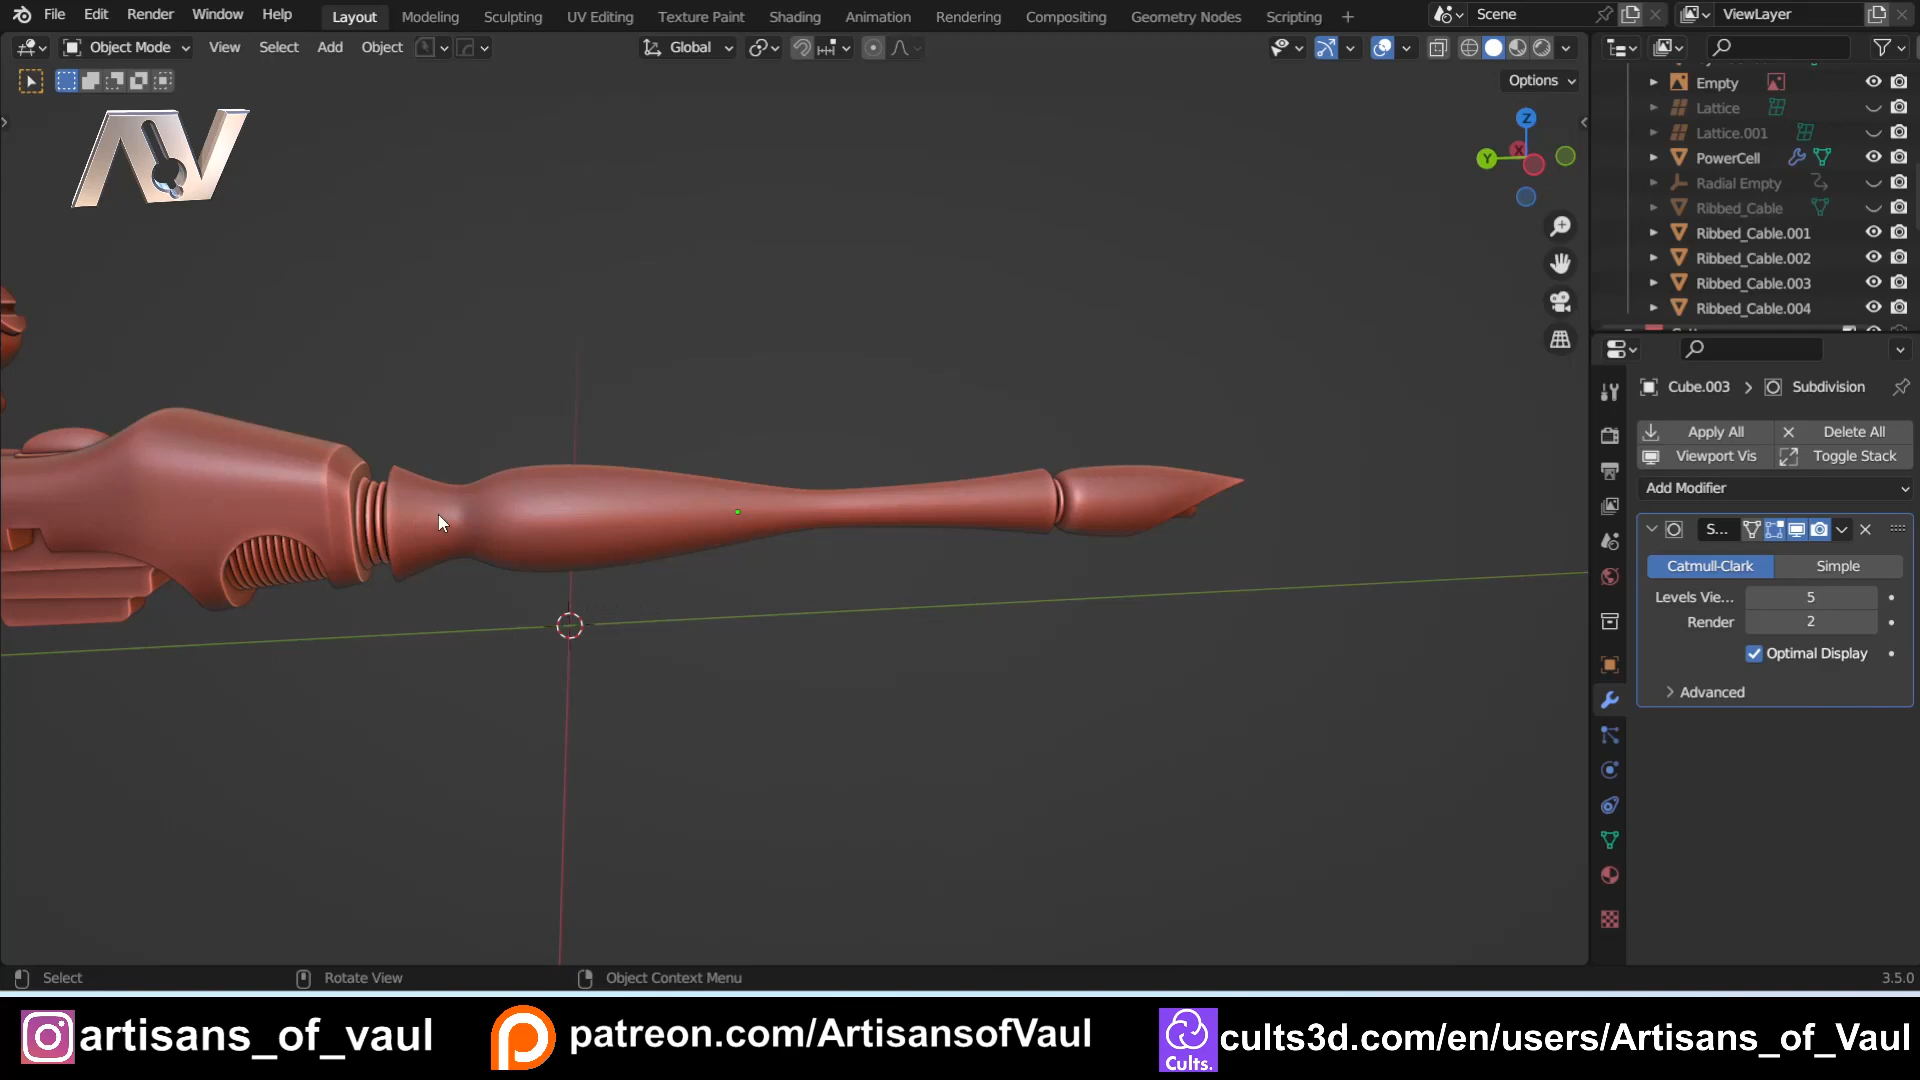 File Edit Render Window Help Layout Modeling Sculpting UV Editing Texture Paint Shading Animation Rendering Compositing Geometry Nodes Scripting Scene ViewLayer
Object Mode View Select Add Object Global
Options
Z
X
Y
Empty
Lattice
Lattice.001
PowerCell
Radial Empty
Ribbed_Cable
Ribbed_Cable.001
Ribbed_Cable.002
Ribbed_Cable.003
Ribbed_Cable.004
Cube.003 Subdivision
Apply All Delete All
Viewport Vis Toggle Stack
Add Modifier
S...
Catmull-Clark Simple
Levels Vie... 5
Render 2
Optimal Display
Advanced
Select Rotate View Object Context Menu 3.5.0
artisans_of_vaul patreon.com/ArtisansofVaul Cults. cults3d.com/en/users/Artisans_of_Vaul